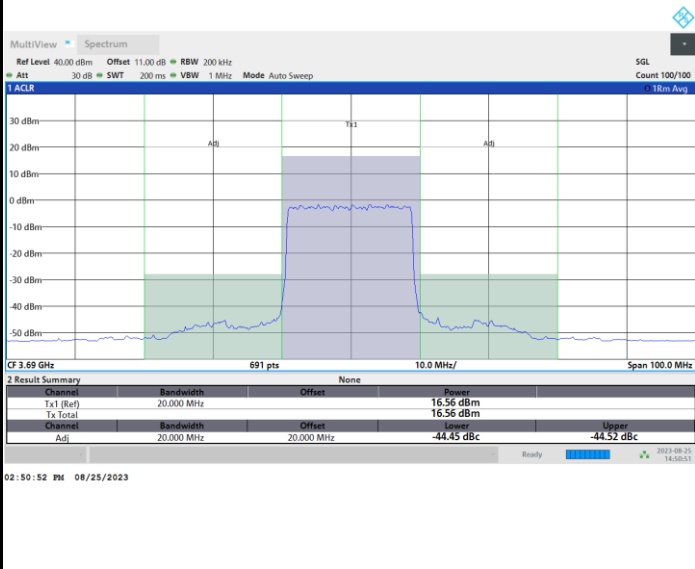 MultiView Spectrum
Ref Level 40.00 dBm Offset 11.00 dB RBW 200 kHz SGL
Att 30 dB SWT 200 ms VBW 1 MHz Mode Auto Sweep Count 100/100
1 ACLR 1Rm Avg
30 dBm
Tx1
20 dBm
Adj Adj
10 dBm
0 dBm
-10 dBm
-20 dBm
-30 dBm
-40 dBm
-50 dBm
CF 3.69 GHz 691 pts 10.0 MHz/ Span 100.0 MHz
2 Result Summary None
Channel Bandwidth Offset Power
Tx1 (Ref) 20.000 MHz 16.56 dBm
Tx Total 16.56 dBm
Channel Bandwidth Offset Lower Upper
Adj 20.000 MHz 20.000 MHz -44.45 dBc -44.52 dBc
Ready 2023-08-25
14:50:51
02:50:52 PM 08/25/2023